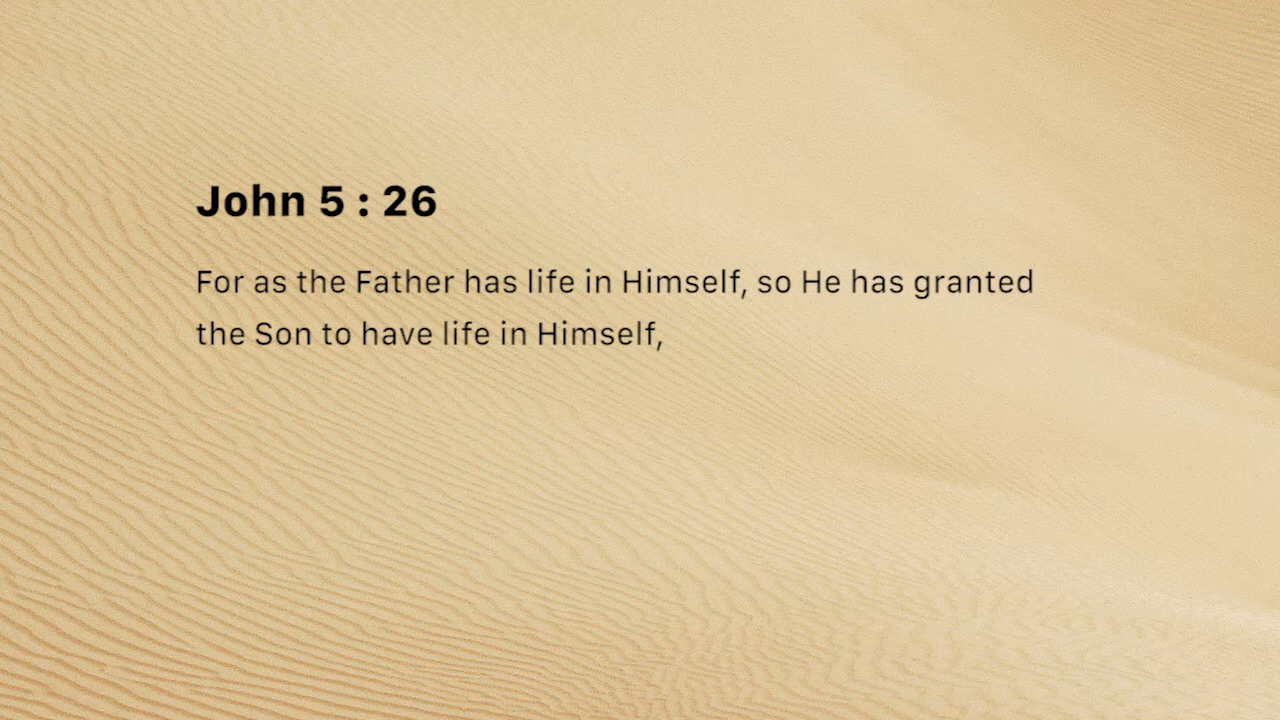 John 5 : 26
For as the Father has life in Himself, so He has granted
the Son to have life in Himself,